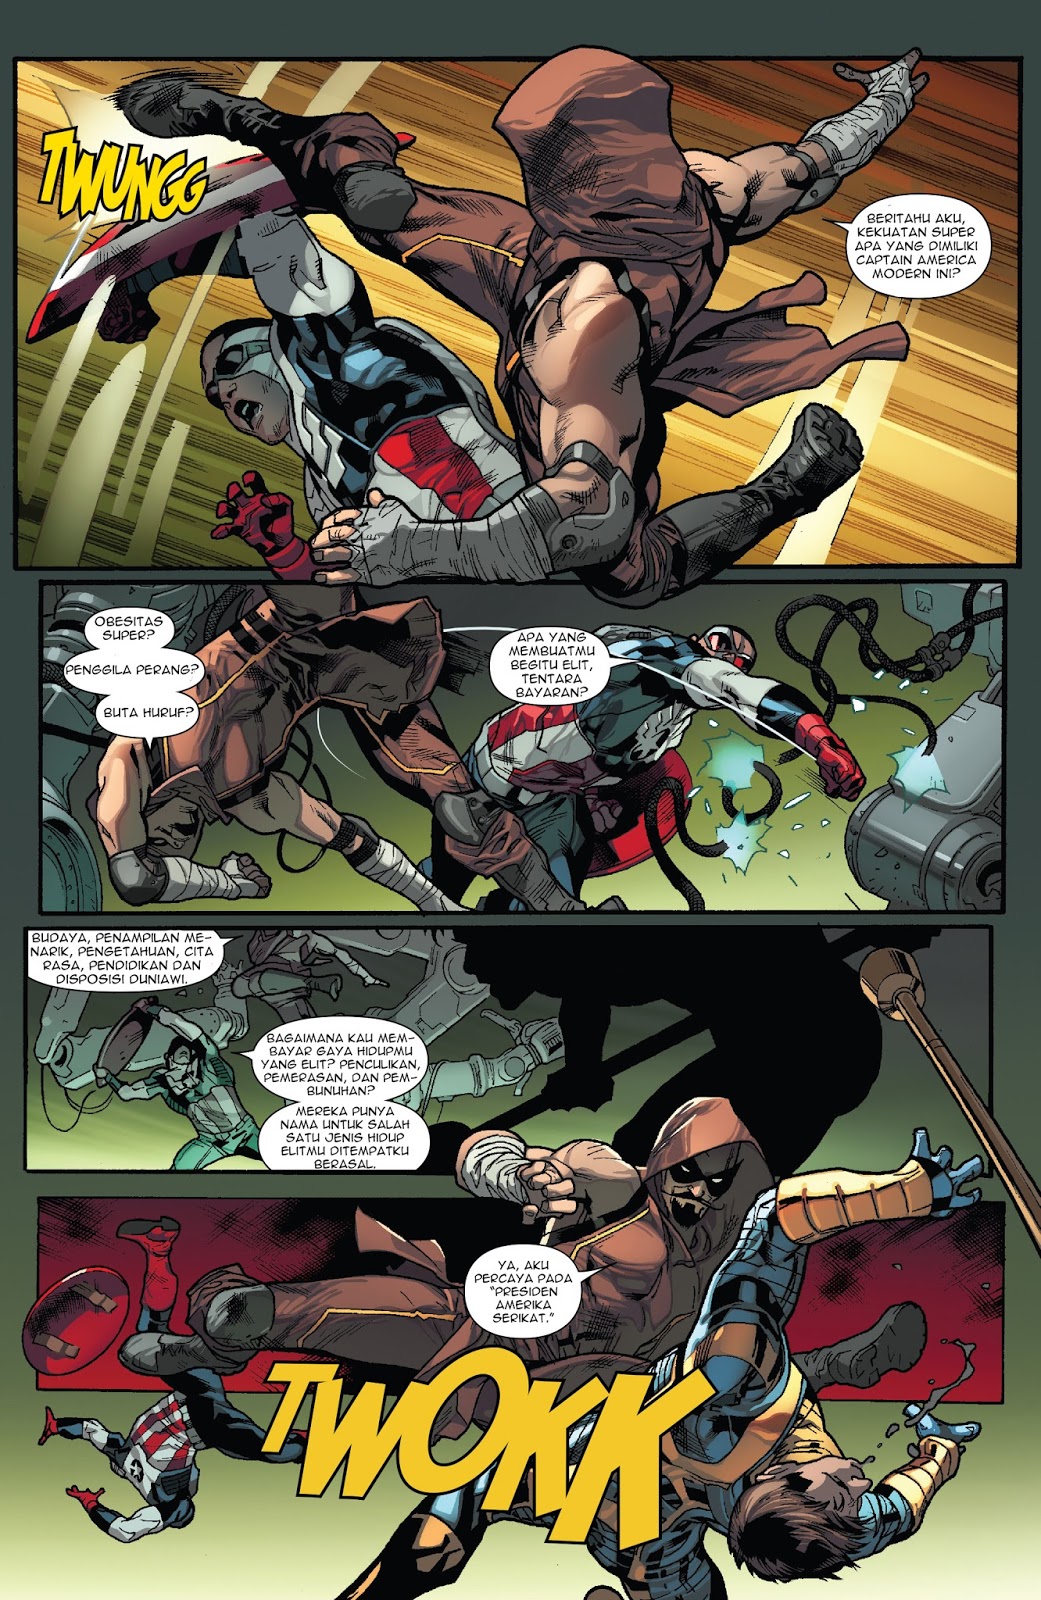 TWUNGG
BERITAHU AKU,
KEKUATAN SUPER
APA YANG DIMILIKI
CAPTAIN AMERICA
MODERN INI?
OBESITAS
SUPER?
PENGGILA PERANG?
BUTA HURUF?
APA YANG
MEMBUATMU
BEGITU ELIT,
TENTARA
BAYARAN?
BUDAYA, PENAMPILAN ME-
NARIK, PENGETAHUAN, CITA
RASA, PENDIDIKAN DAN
DISPOSISI DUNIAWI.
BAGAIMANA KAU MEM-
BAYAR GAYA HIDUPMU
YANG ELIT? PENCULIKAN,
PEMERASAN, DAN PEM-
BUNUHAN?
MEREKA PUNYA
NAMA UNTUK SALAH
SATU JENIS HIDUP
ELITMU DITEMPATKU
BERASAL.
YA, AKU
PERCAYA PADA
"PRESIDEN
AMERIKA
SERIKAT."
TWOKK